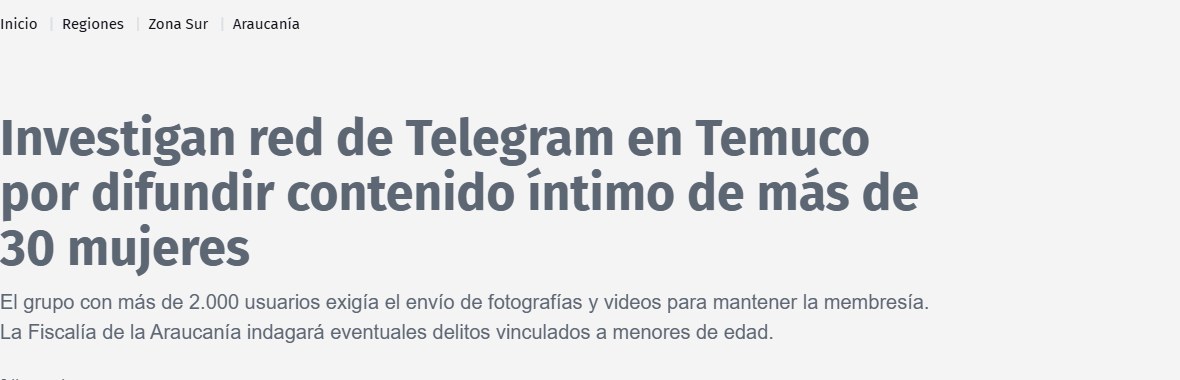 Inicio | Regiones | Zona Sur | Araucanía
Investigan red de Telegram en Temuco
por difundir contenido íntimo de más de
30 mujeres
El grupo con más de 2.000 usuarios exigía el envío de fotografías y videos para mantener la membresía.
La Fiscalía de la Araucanía indagará eventuales delitos vinculados a menores de edad.